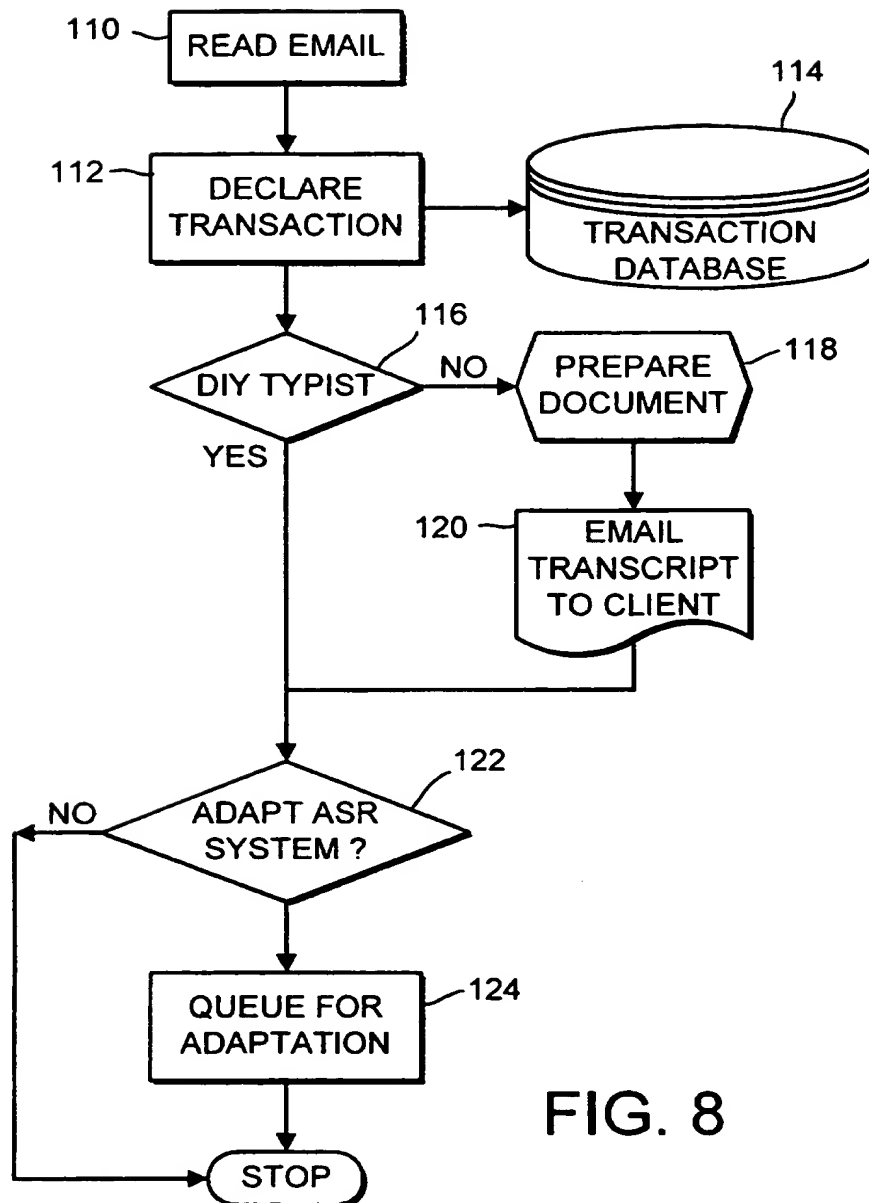 110
READ EMAIL
114
112
DECLARE
TRANSACTION
TRANSACTION
DATABASE
116
118
DIY TYPIST
NO
PREPARE
DOCUMENT
YES
120
EMAIL
TRANSCRIPT
TO CLIENT
122
NO
ADAPT ASR
SYSTEM ?
QUEUE FOR
ADAPTATION
124
FIG. 8
STOP